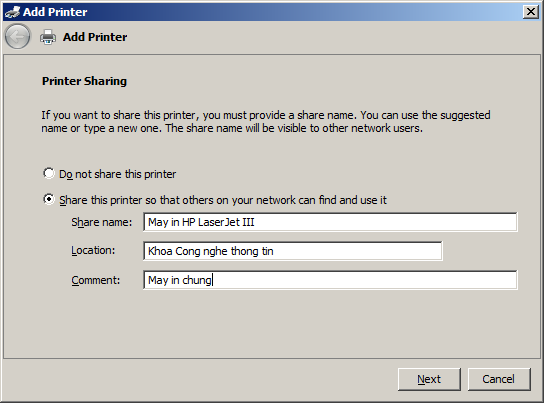 Add Printer
Add Printer
Printer Sharing
If you want to share this printer, you must provide a share name. You can use the suggested
name or type a new one. The share name will be visible to other network users.
Do not share this printer
Share this printer so that others on your network can find and use it
Share name: May in HP LaserJet III
Location: Khoa Cong nghe thong tin
Comment: May in chung
Next Cancel